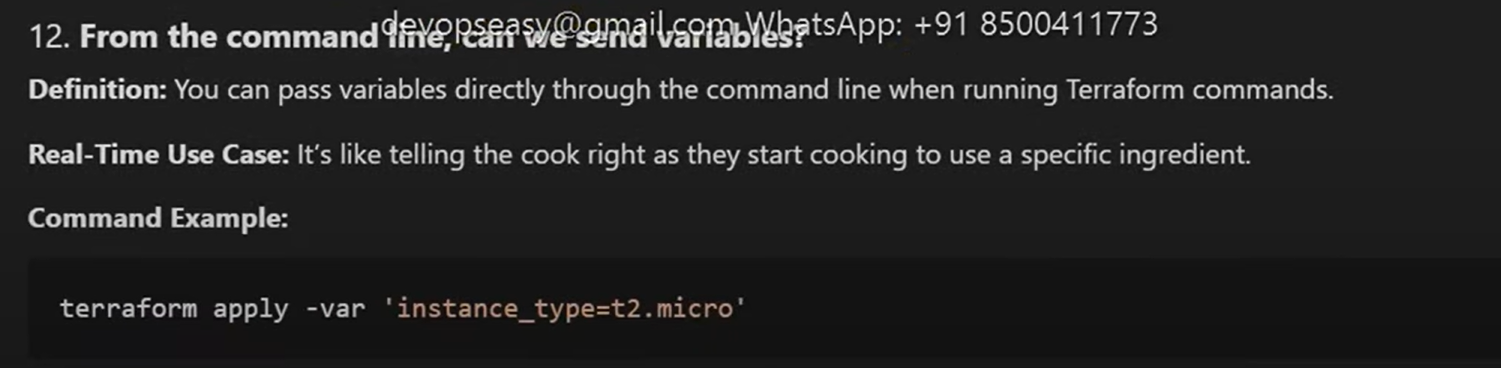 devopseasy@gmail.com WhatsApp: +91 8500411773
12. From the command line, can we send variables?
Definition: You can pass variables directly through the command line when running Terraform commands.
Real-Time Use Case: It's like telling the cook right as they start cooking to use a specific ingredient.
Command Example:
terraform apply -var 'instance_type=t2.micro'